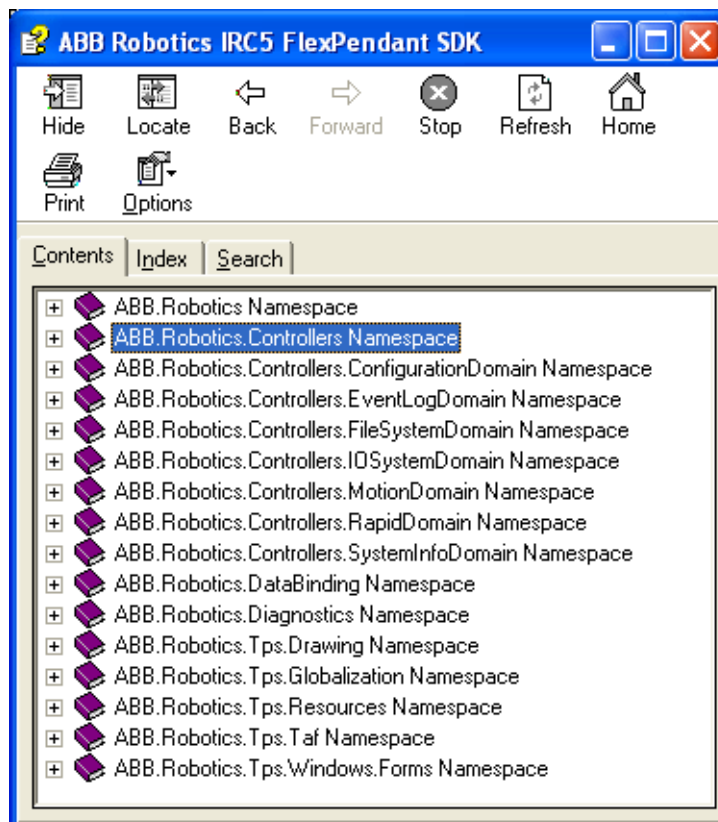 ABB Robotics IRC5 FlexPendant SDK
Hide Locate Back Forward Stop Refresh Home
Print Options
Contents Index Search
ABB.Robotics Namespace
ABB.Robotics.Controllers Namespace
ABB.Robotics.Controllers.ConfigurationDomain Namespace
ABB.Robotics.Controllers.EventLogDomain Namespace
ABB.Robotics.Controllers.FileSystemDomain Namespace
ABB.Robotics.Controllers.IOSystemDomain Namespace
ABB.Robotics.Controllers.MotionDomain Namespace
ABB.Robotics.Controllers.RapidDomain Namespace
ABB.Robotics.Controllers.SystemInfoDomain Namespace
ABB.Robotics.DataBinding Namespace
ABB.Robotics.Diagnostics Namespace
ABB.Robotics.Tps.Drawing Namespace
ABB.Robotics.Tps.Globalization Namespace
ABB.Robotics.Tps.Resources Namespace
ABB.Robotics.Tps.Taf Namespace
ABB.Robotics.Tps.Windows.Forms Namespace